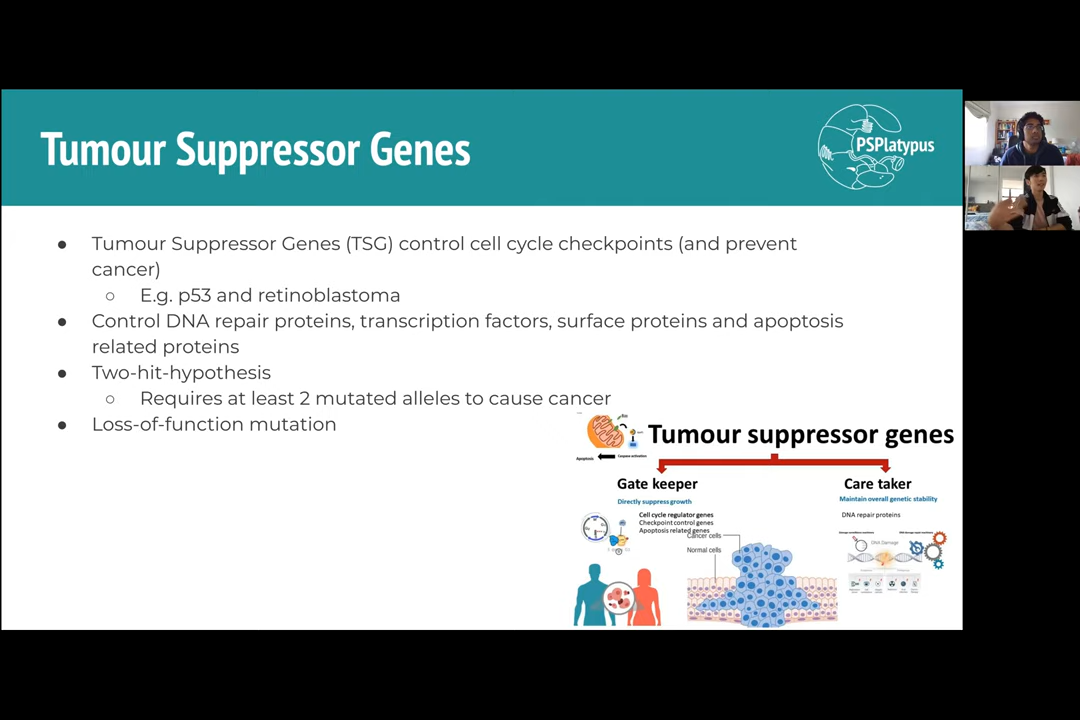 Tumour Suppressor Genes
PSPlatypus
● Tumour Suppressor Genes (TSG) control cell cycle checkpoints (and prevent
cancer)
○ E.g. p53 and retinoblastoma
● Control DNA repair proteins, transcription factors, surface proteins and apoptosis
related proteins
● Two-hit-hypothesis
○ Requires at least 2 mutated alleles to cause cancer
● Loss-of-function mutation
Tumour suppressor genes
Apoptosis
Caspase activation
Gate keeper
Directly suppress growth
Cell cycle regulator genes
Checkpoint control genes
Apoptosis related genes
Cancer cells
Normal cells
Care taker
Maintain overall genetic stability
DNA repair proteins
DNA Damage